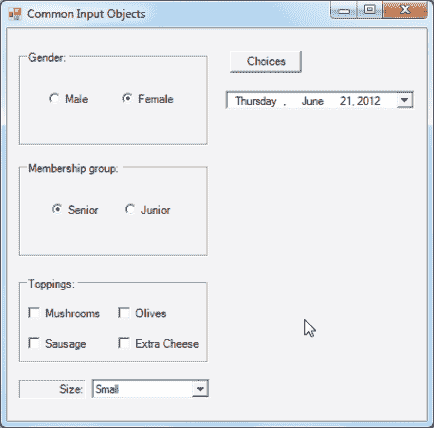 Common Input Objects
Gender:
Male Female
Choices
Thursday , June 21, 2012
Membership group:
Senior Junior
Toppings:
Mushrooms Olives
Sausage Extra Cheese
Size: Small